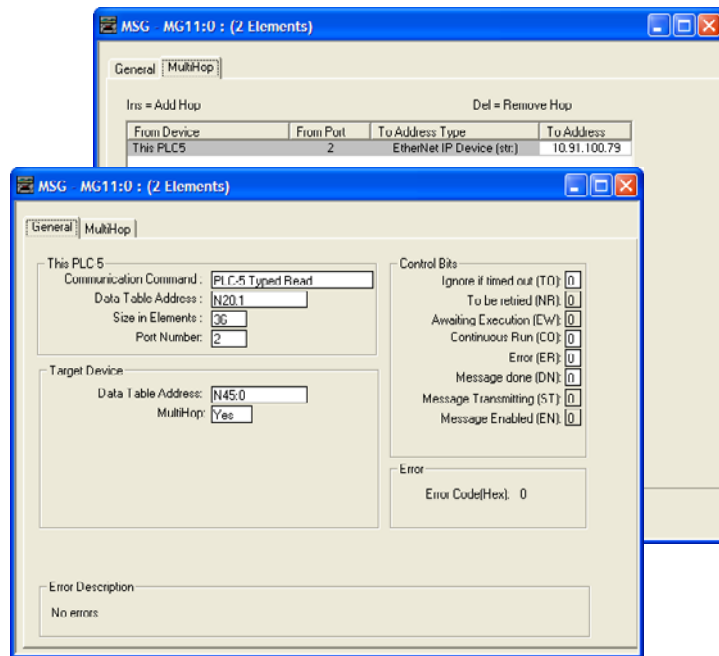 MSG - MG11:0 : (2 Elements)
General MultiHop
Ins = Add Hop Del = Remove Hop
From Device From Port To Address Type To Address
This PLC5 2 EtherNet IP Device (str.) 10.91.100.79
MSG - MG11:0 : (2 Elements)
General MultiHop
This PLC 5
Communication Command : PLC-5 Typed Read
Data Table Address : N20:1
Size in Elements : 36
Port Number: 2
Target Device
Data Table Address: N45:0
MultiHop: Yes
Control Bits
Ignore if timed out (TO): 0
To be retried (NR): 0
Awaiting Execution (EW): 0
Continuous Run (CO): 0
Error (ER): 0
Message done (DN): 0
Message Transmitting (ST): 0
Message Enabled (EN): 0
Error
Error Code(Hex): 0
Error Description
No errors